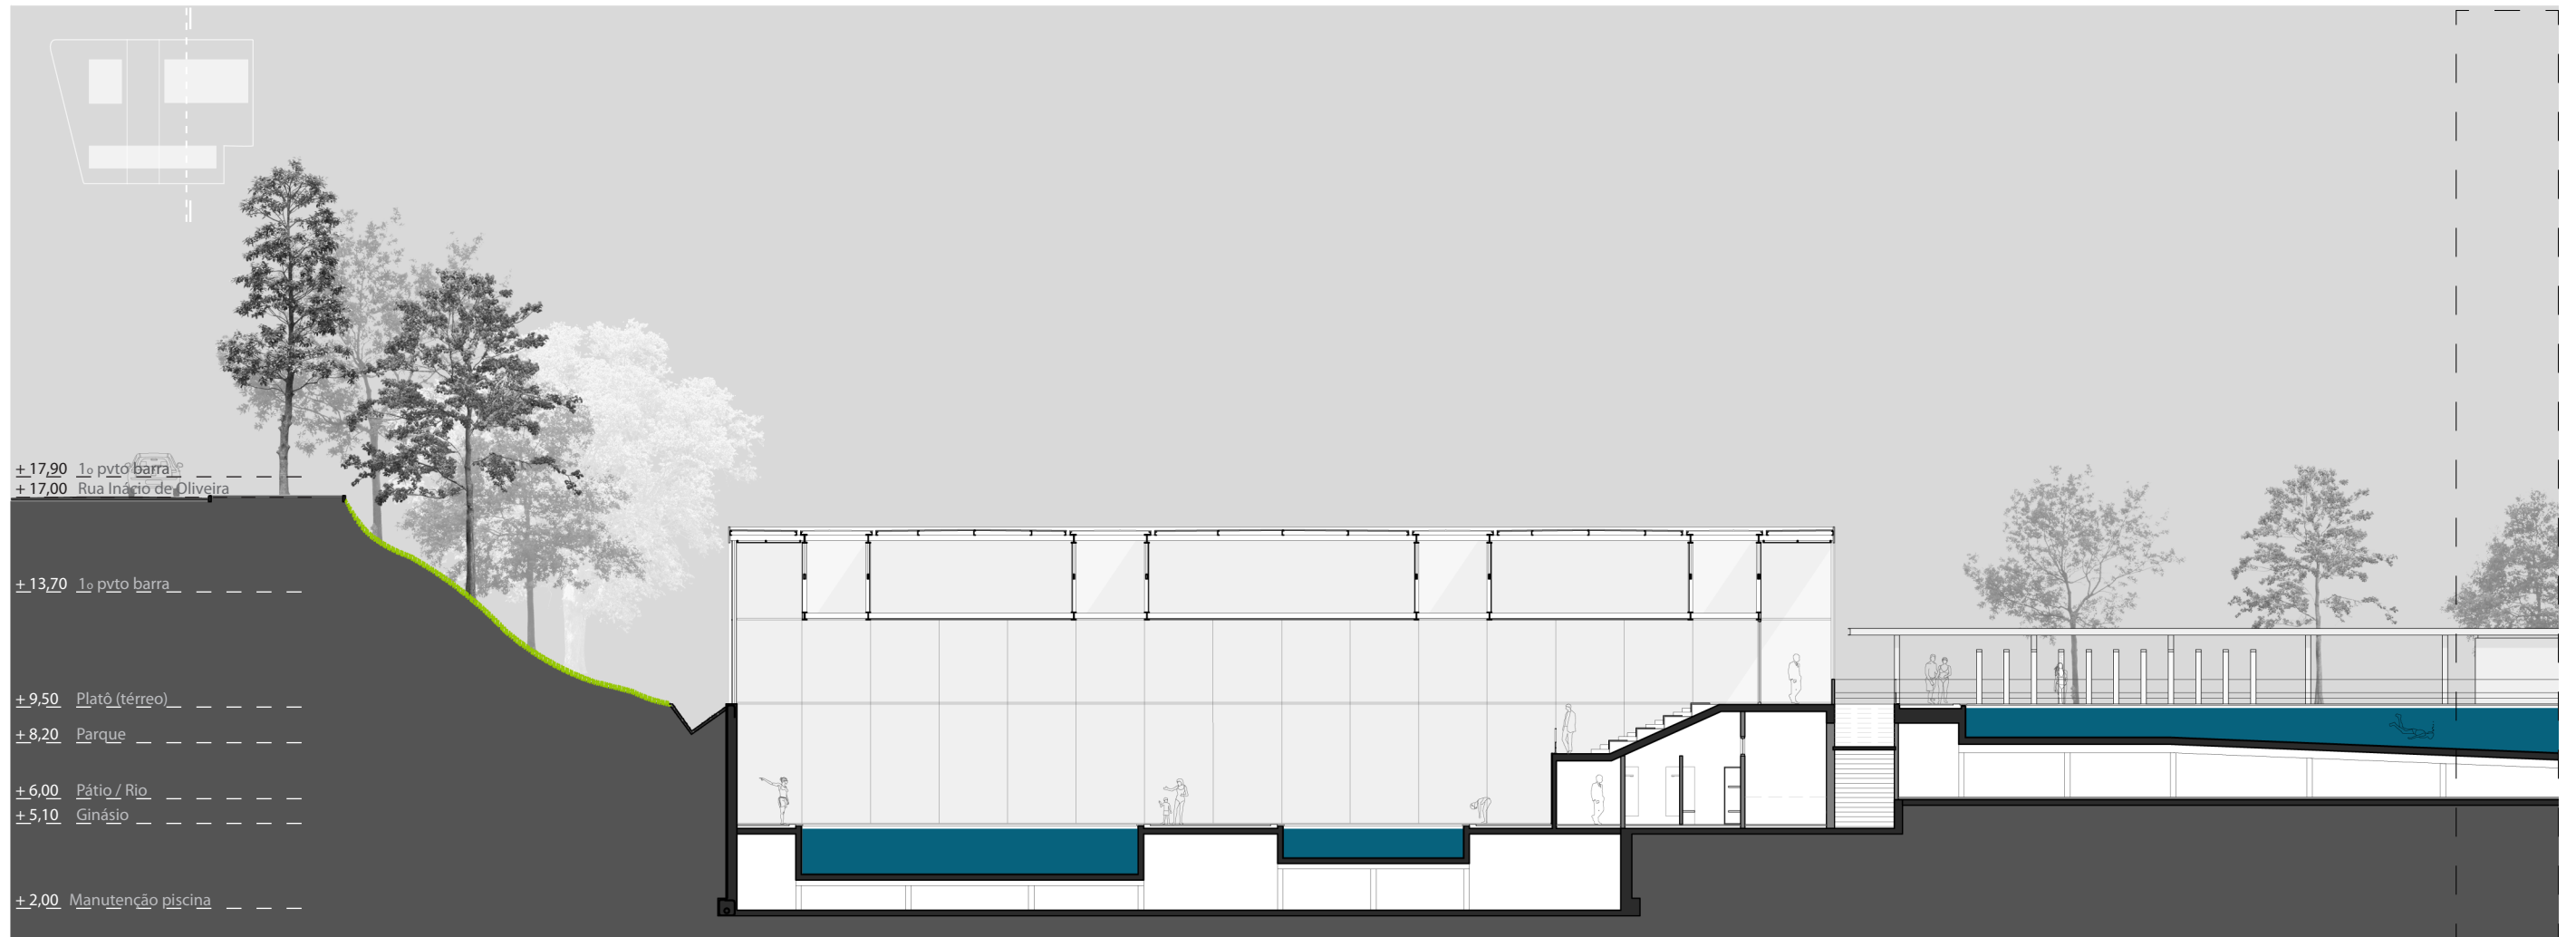 + 17,90 1º pvto barra
+ 17,00 Rua Inácio de Oliveira
+ 13,70 1º pvto barra
+ 9,50 Platô (térreo)
+ 8,20 Parque
+ 6,00 Pátio / Rio
+ 5,10 Ginásio
+ 2,00 Manutenção piscina